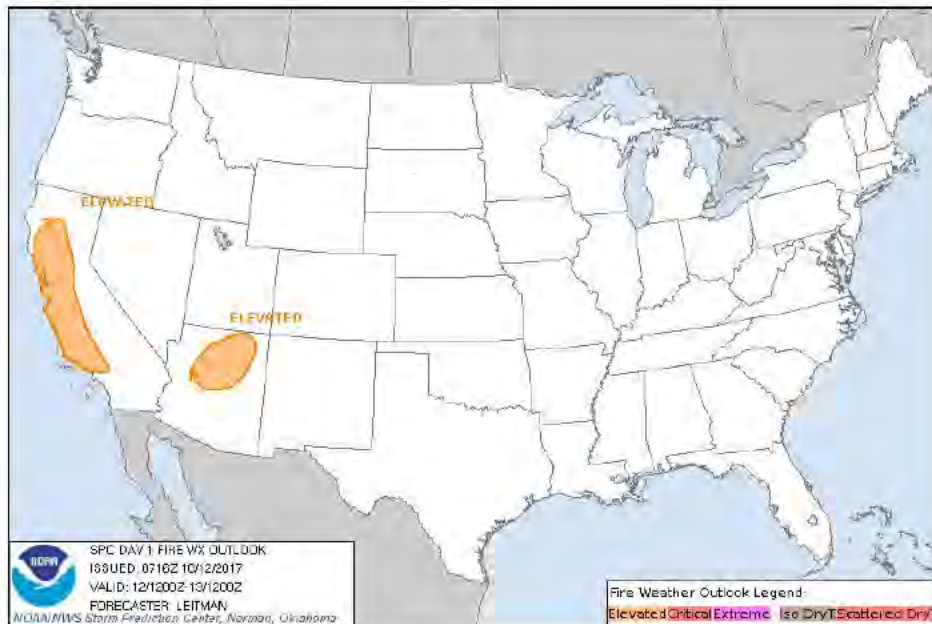 ELEVATED
ELEVATED
NOAA
SPC DAY 1 FIRE WX OUTLOOK
ISSUED: 0716Z 10/12/2017
VALID: 12/1200Z-13/1200Z
FORECASTER: LEITMAN
NOAA/NWS Storm Prediction Center, Norman, Oklahoma
Fire Weather Outlook Legend
Elevated Critical Extreme Iso DryT Scattered DryT